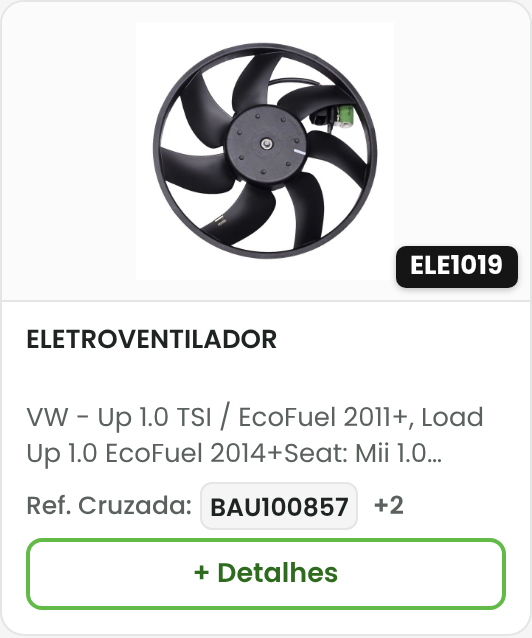 ELE1019
ELETROVENTILADOR
VW - Up 1.0 TSI / EcoFuel 2011+, Load
Up 1.0 EcoFuel 2014+Seat: Mii 1.0...
Ref. Cruzada: BAU100857 +2
+ Detalhes